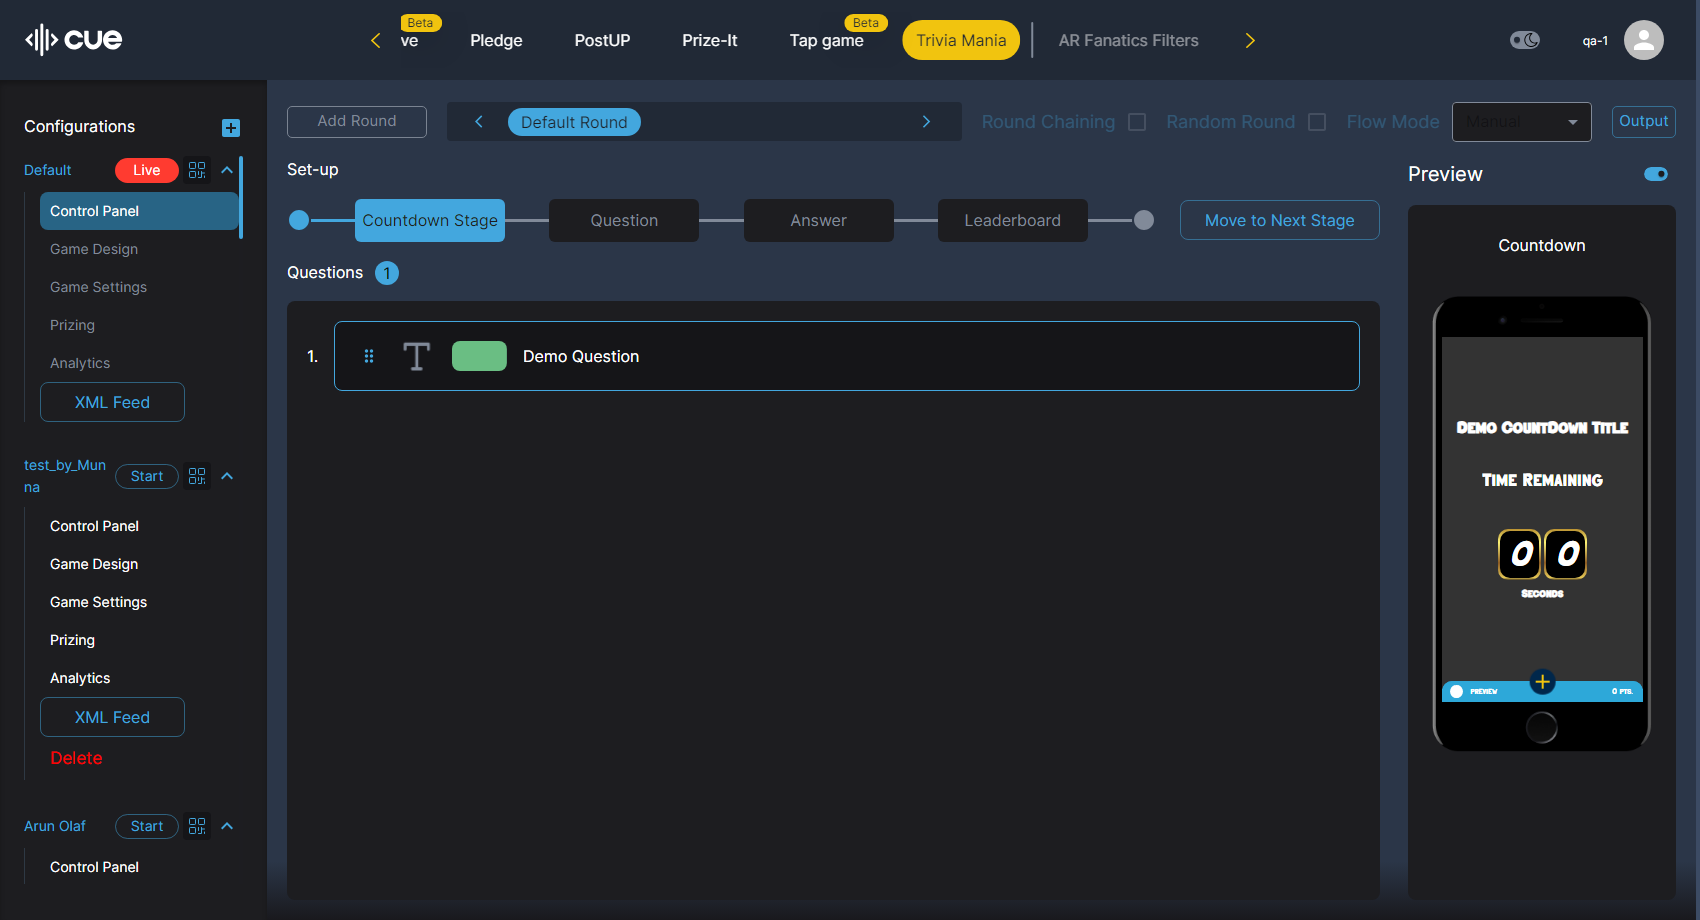 cue
Beta
ve
Pledge
PostUP
Prize-It
Tap game
Beta
Trivia Mania
AR Fanatics Filters
qa-1
Configurations
Default
Live
Control Panel
Game Design
Game Settings
Prizing
Analytics
XML Feed
test_by_Mun
na
Start
Control Panel
Game Design
Game Settings
Prizing
Analytics
XML Feed
Delete
Arun Olaf
Start
Control Panel
Add Round
Default Round
Round Chaining
Random Round
Flow Mode
Manual
Output
Set-up
Countdown Stage
Question
Answer
Leaderboard
Move to Next Stage
Questions 1
1.
T
Demo Question
Preview
Countdown
Demo CountDown Title
Time Remaining
0 0
Seconds
PREVIEW
0 PTS.